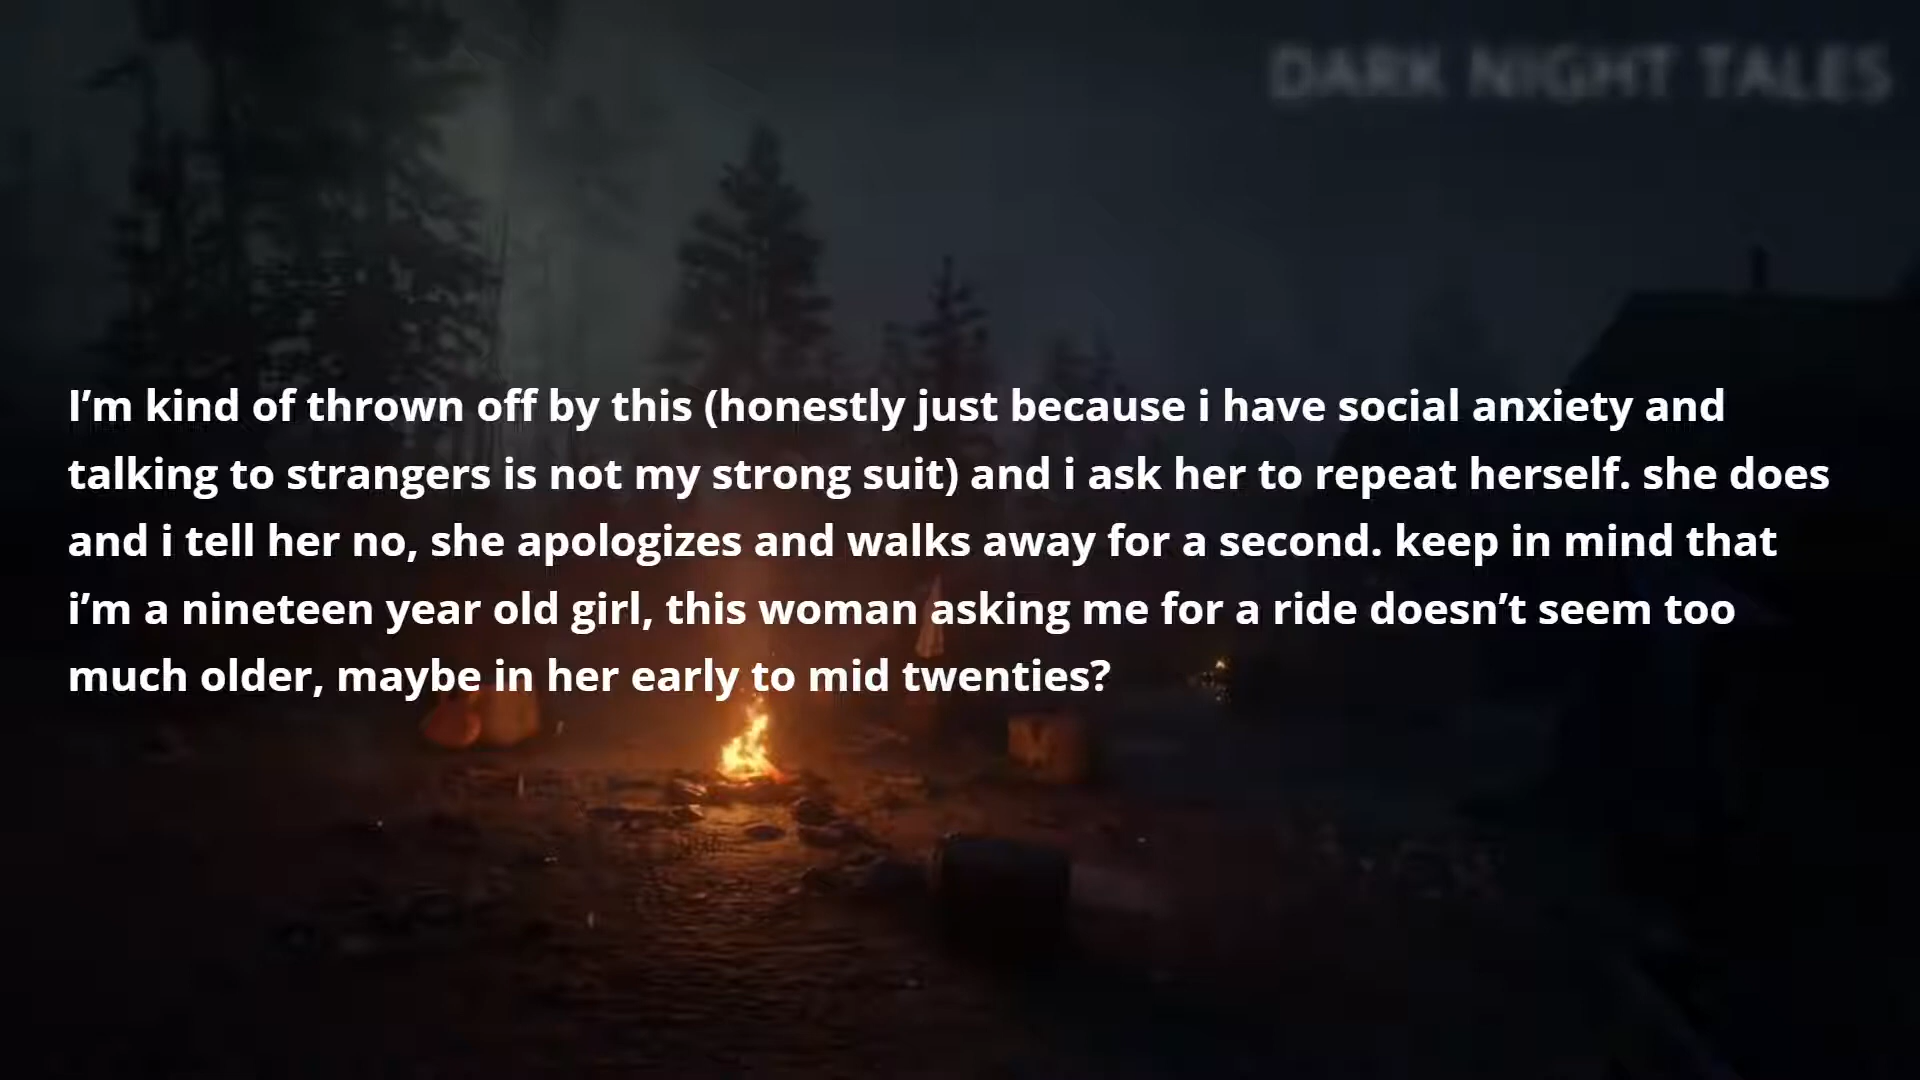 DARK NIGHT TALES
I’m kind of thrown off by this (honestly just because i have social anxiety and
talking to strangers is not my strong suit) and i ask her to repeat herself. she does
and i tell her no, she apologizes and walks away for a second. keep in mind that
i’m a nineteen year old girl, this woman asking me for a ride doesn’t seem too
much older, maybe in her early to mid twenties?